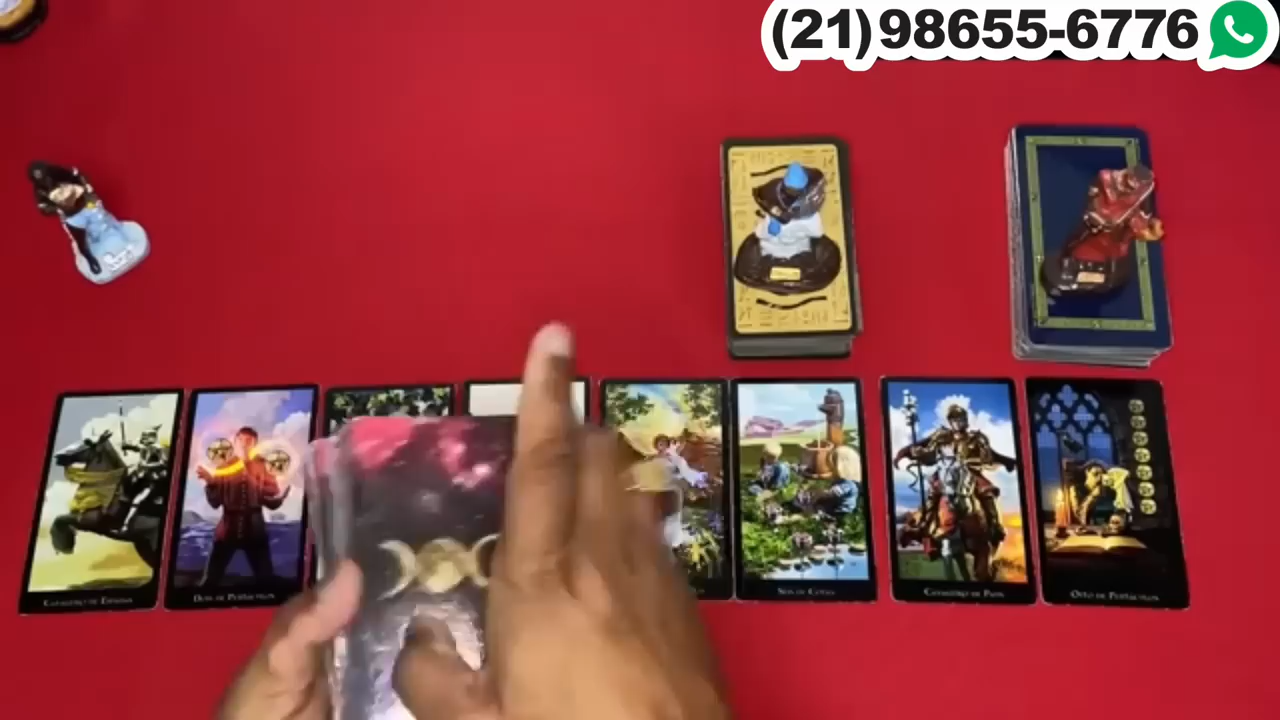 (21)98655-6776
Cavaleiro de Espadas
Dois de Pentáculos
Seis de Copas
Cavaleiro de Paus
Oito de Pentáculos